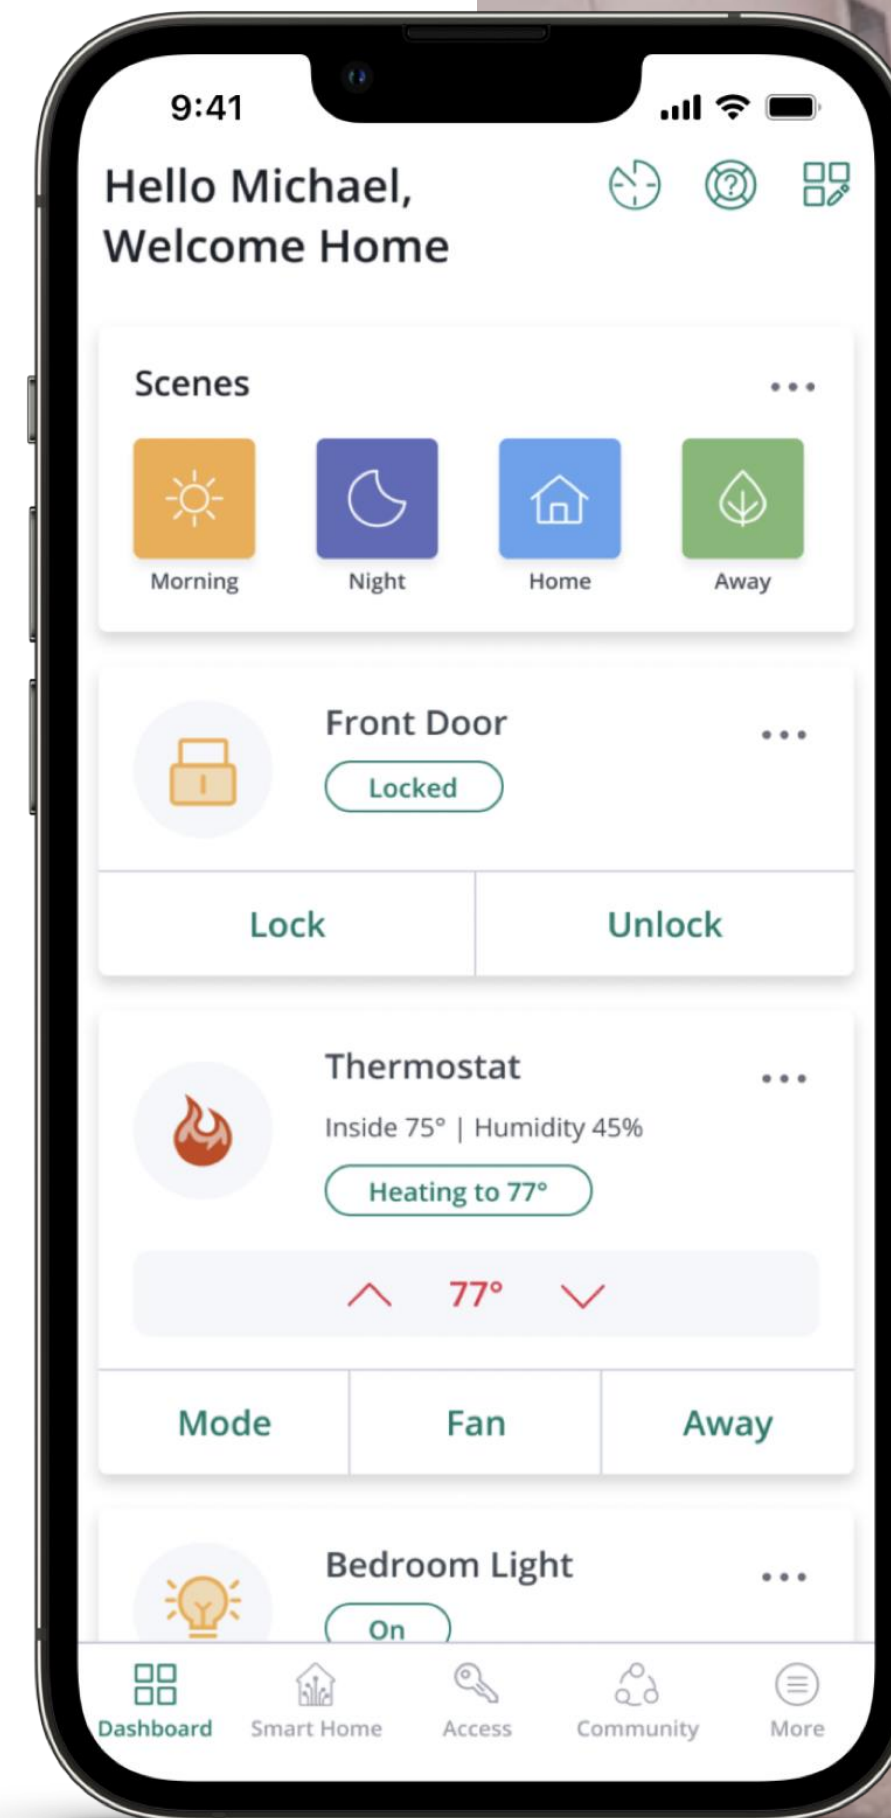 9:41
Hello Michael,
Welcome Home
Scenes
Morning Night Home Away
Front Door
Locked
Lock Unlock
Thermostat
Inside 75° | Humidity 45%
Heating to 77°
77°
Mode Fan Away
Bedroom Light
On
Dashboard Smart Home Access Community More